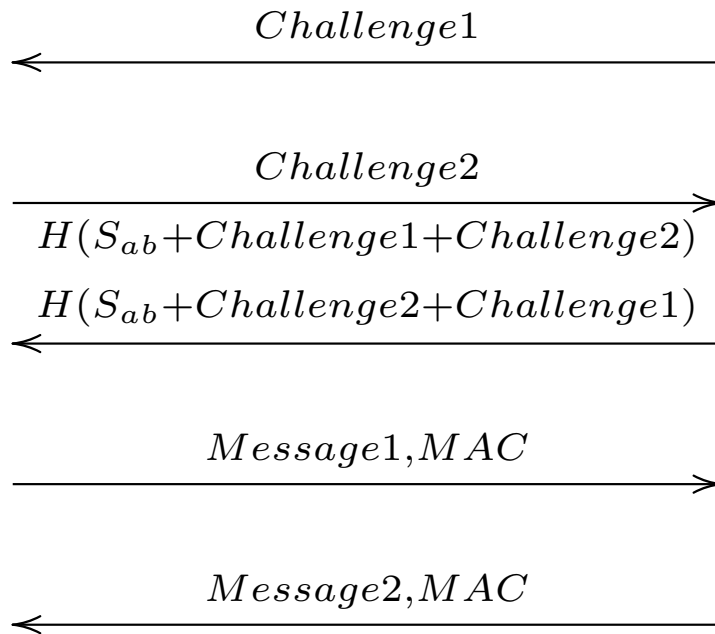 Challenge1
Challenge2
H(S_ab+Challenge1+Challenge2)
H(S_ab+Challenge2+Challenge1)
Message1,MAC
Message2,MAC